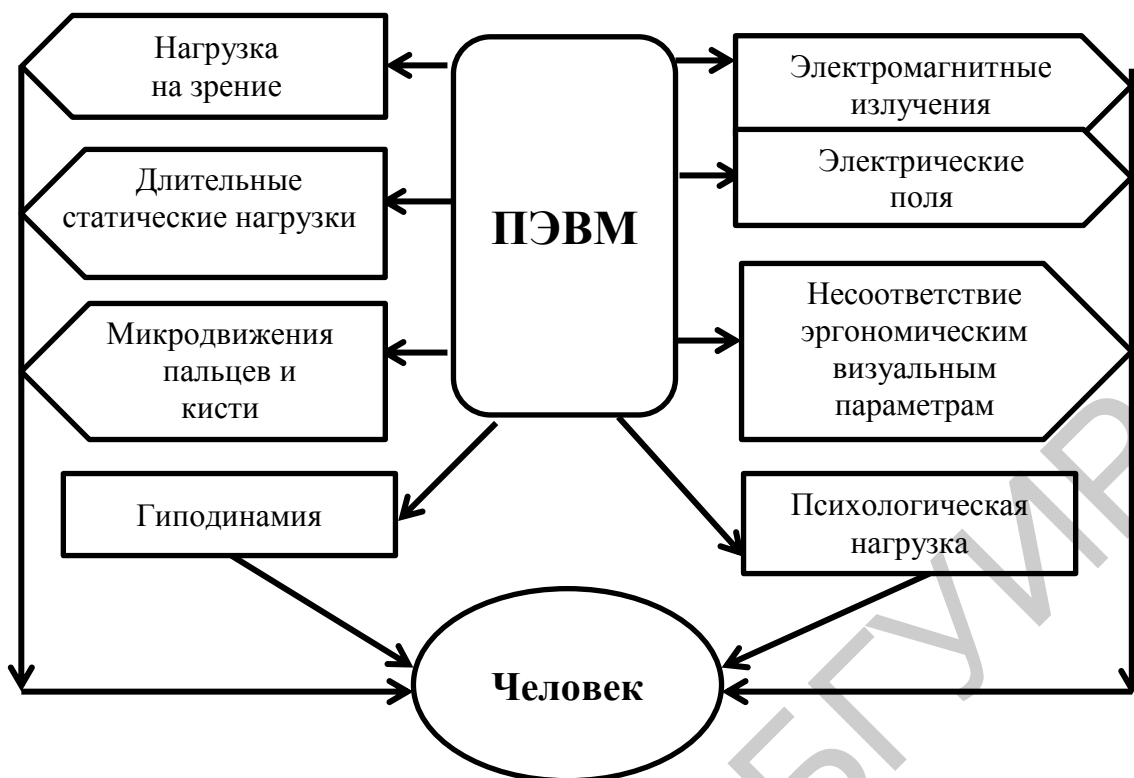 Нагрузка
на зрение
Длительные
статические нагрузки
Микродвижения
пальцев и
кисти
Гиподинамия
ПЭВМ
Электромагнитные
излучения
Электрические
поля
Несоответствие
эргономическим
визуальным
параметрам
Психологическая
нагрузка
Человек
БГУИР